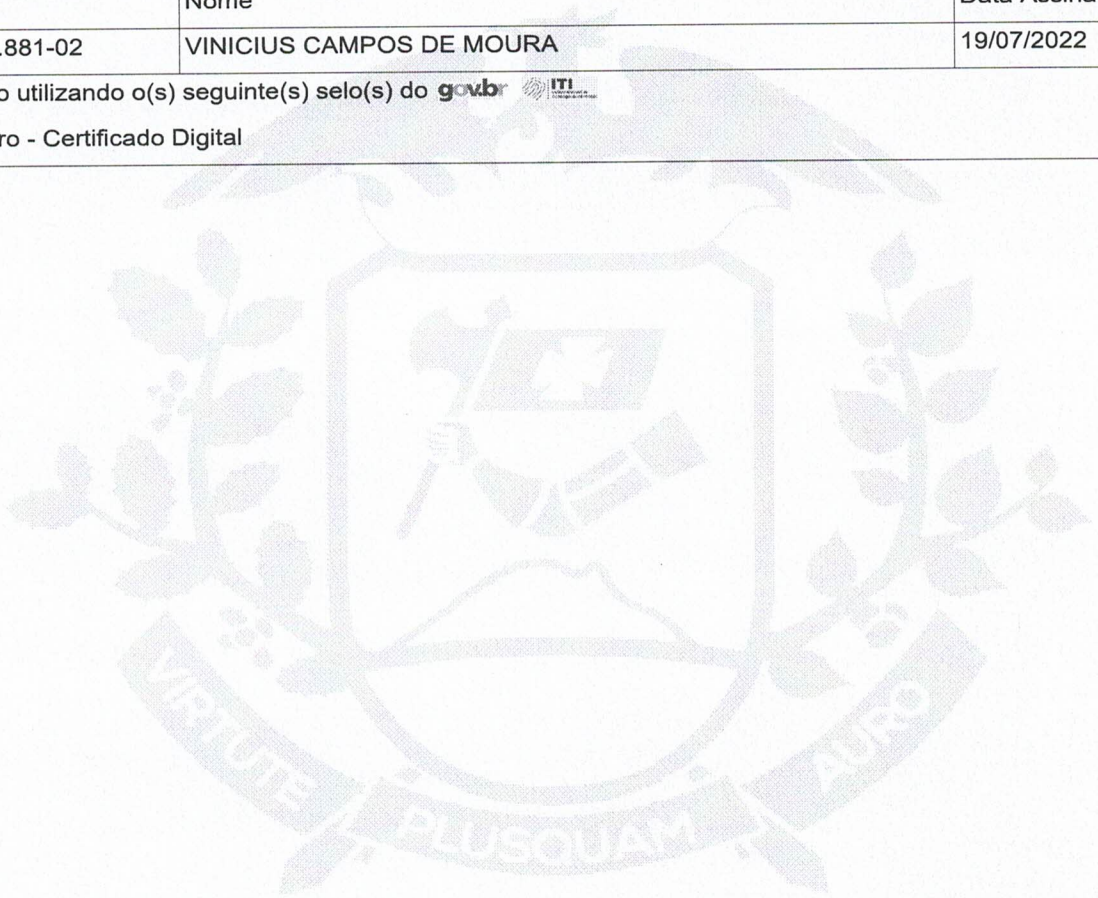 Nome
.881-02 VINICIUS CAMPOS DE MOURA 19/07/2022
o utilizando o(s) seguinte(s) selo(s) do gov.br ITI
ro - Certificado Digital
VIRTUTE PLUSQUAM AURO